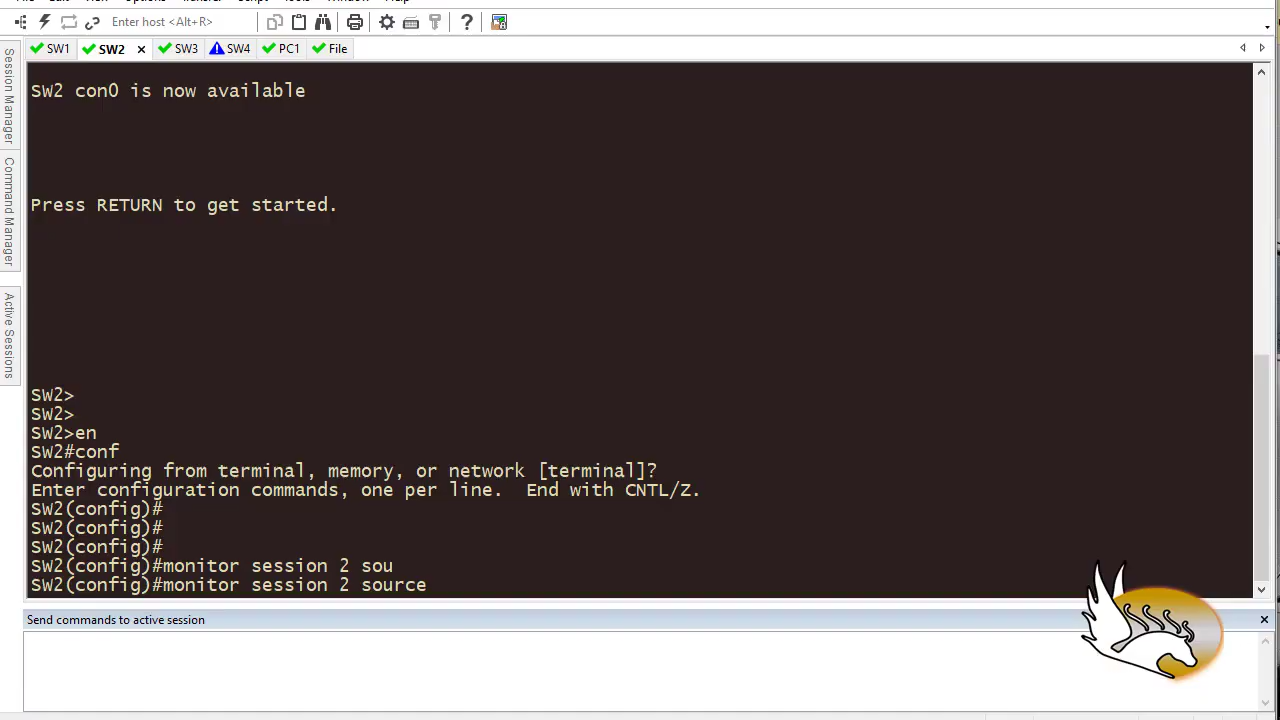 Enter host <Alt+R>
SW1 SW2 SW3 SW4 PC1 File
Session Manager
Command Manager
Active Sessions
SW2 con0 is now available
Press RETURN to get started.
SW2>
SW2>
SW2>en
SW2#conf
Configuring from terminal, memory, or network [terminal]?
Enter configuration commands, one per line.  End with CNTL/Z.
SW2(config)#
SW2(config)#
SW2(config)#
SW2(config)#monitor session 2 sou
SW2(config)#monitor session 2 source
Send commands to active session